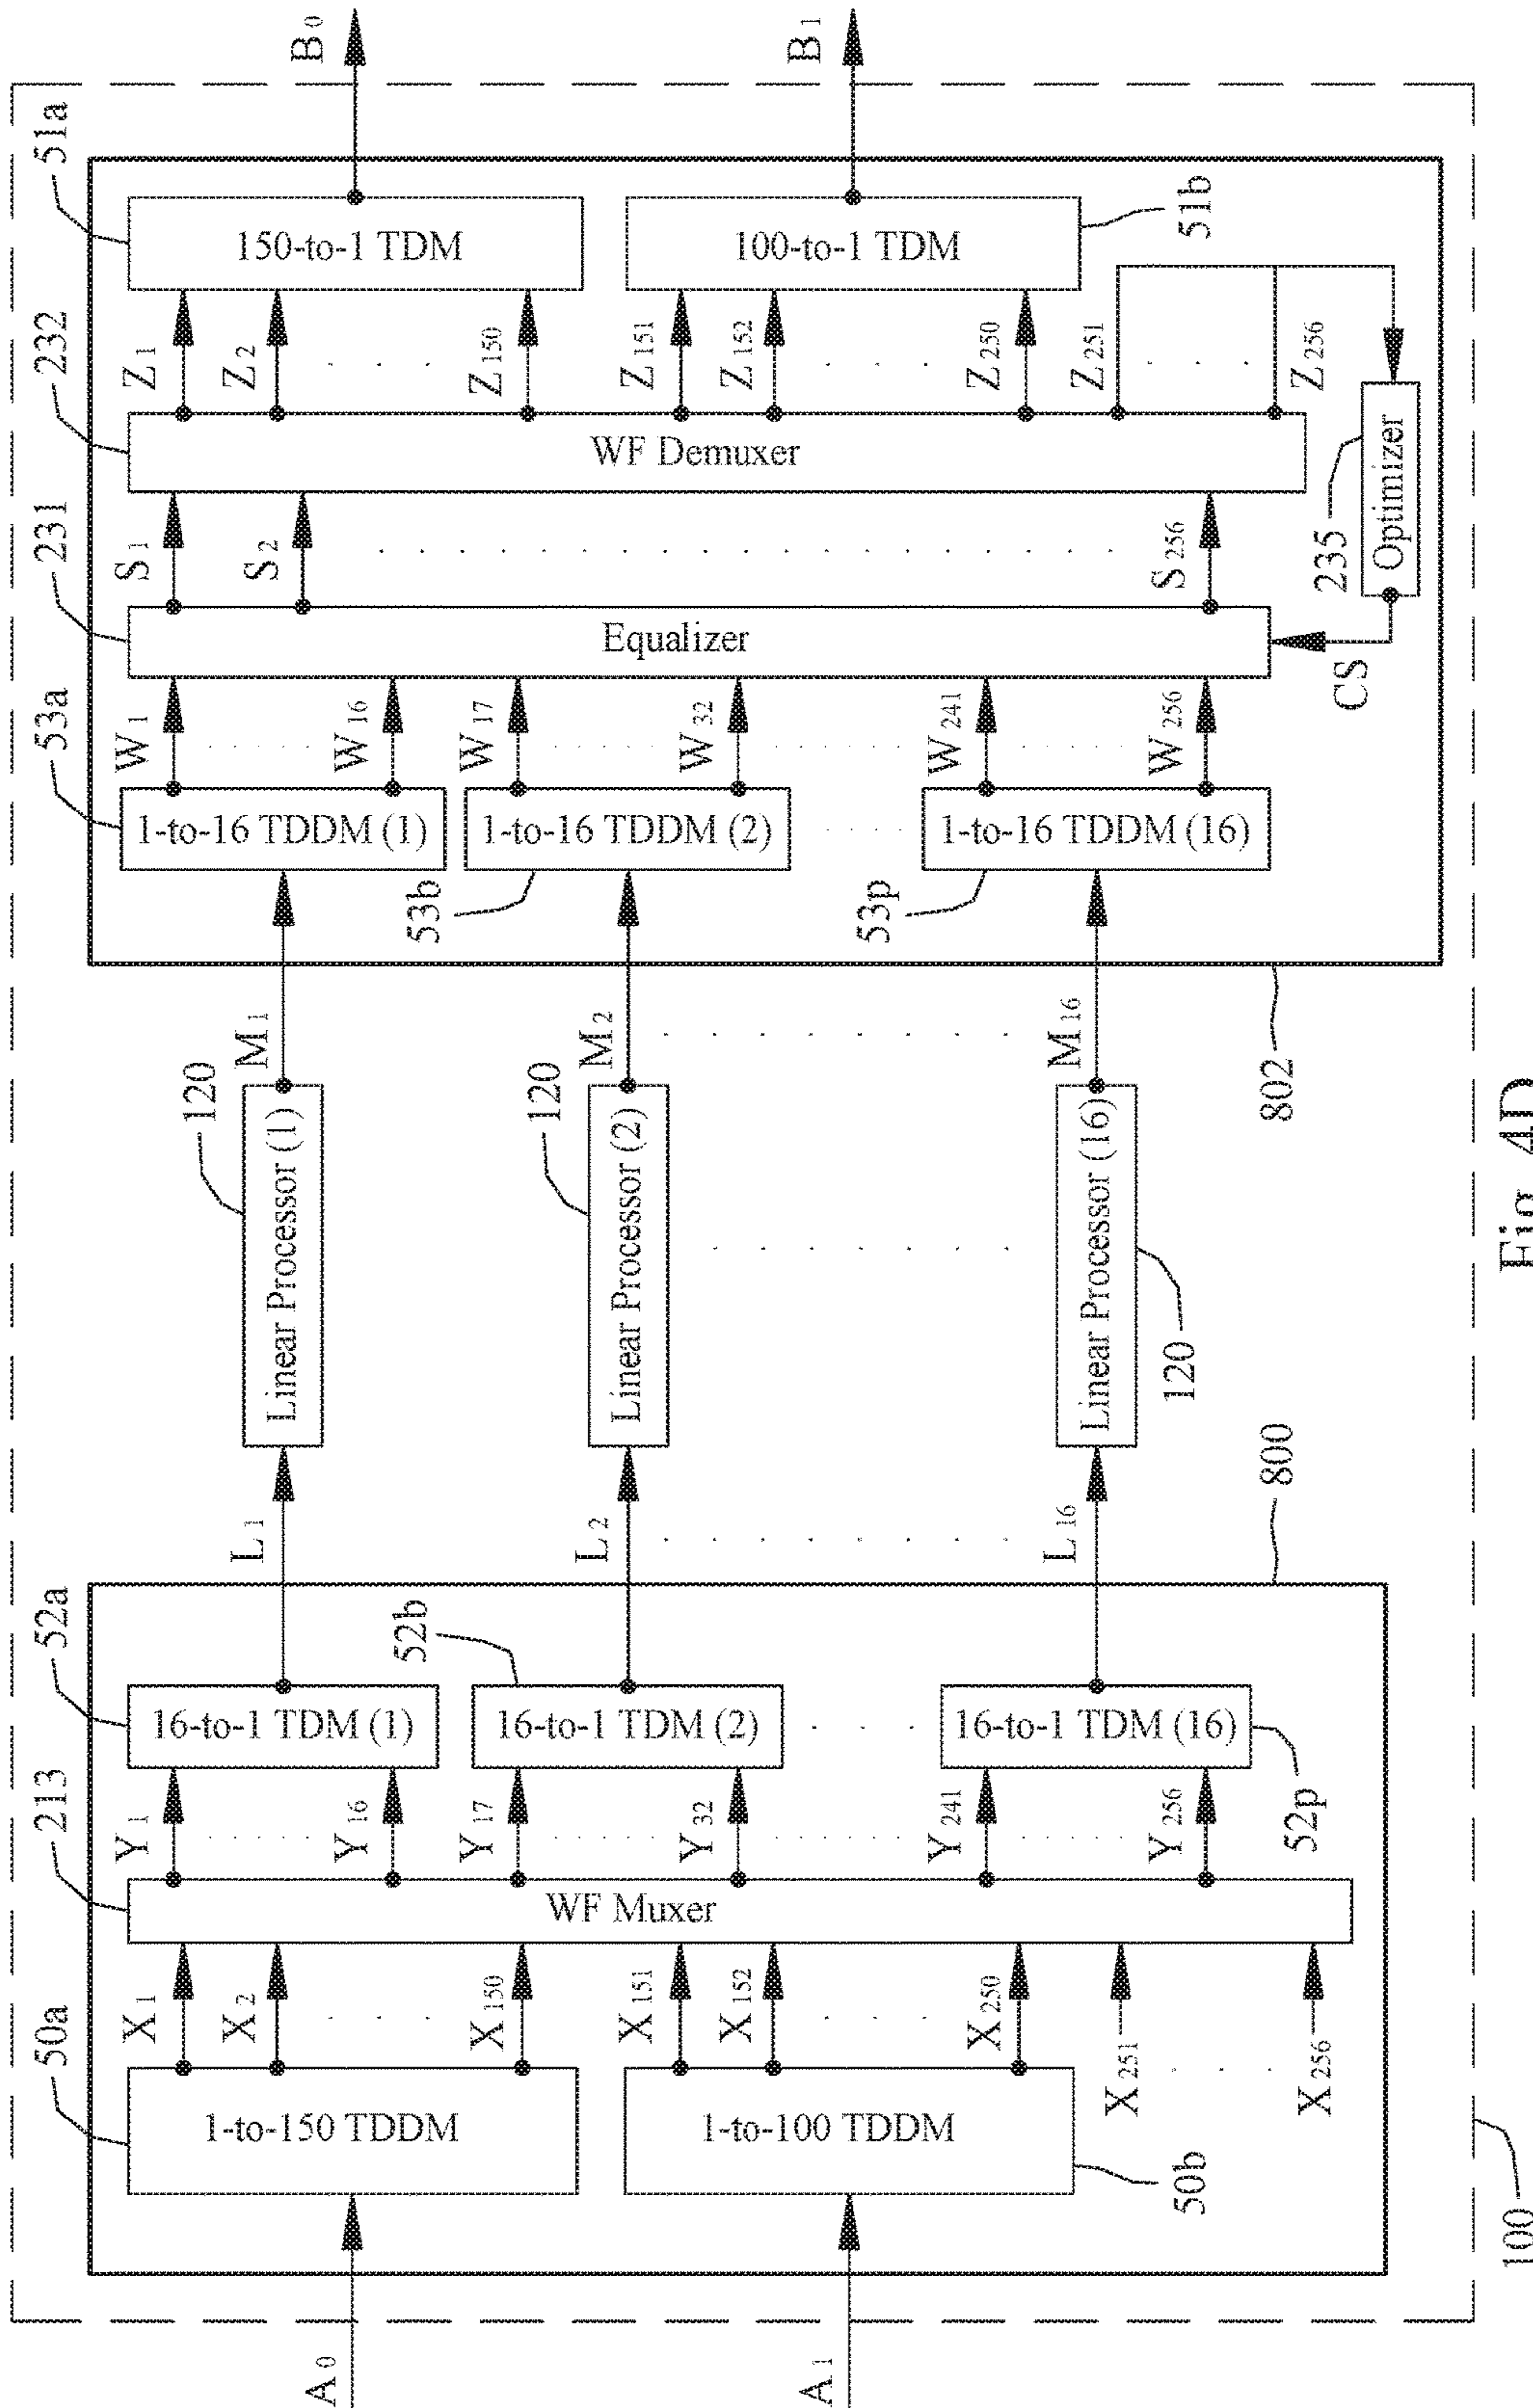 A0
A1
100
800
50a
1-to-150 TDDM
1-to-100 TDDM
50b
X1
X2
X150
X151
X152
X250
X251
X256
213
WF Muxer
Y1
Y16
Y17
Y32
Y241
Y256
52a
16-to-1 TDM (1)
52b
16-to-1 TDM (2)
16-to-1 TDM (16)
52p
L1
L2
L16
120
Linear Processor (1)
120
Linear Processor (2)
Linear Processor (16)
120
M1
M2
M16
802
53a
1-to-16 TDDM (1)
53b
1-to-16 TDDM (2)
53p
1-to-16 TDDM (16)
W1
W16
W17
W32
W241
W256
231
Equalizer
CS
S1
S2
S256
235
Optimizer
232
WF Demuxer
Z1
Z2
Z150
Z151
Z152
Z250
Z251
Z256
51a
150-to-1 TDM
100-to-1 TDM
51b
B0
B1
Fig. 4D